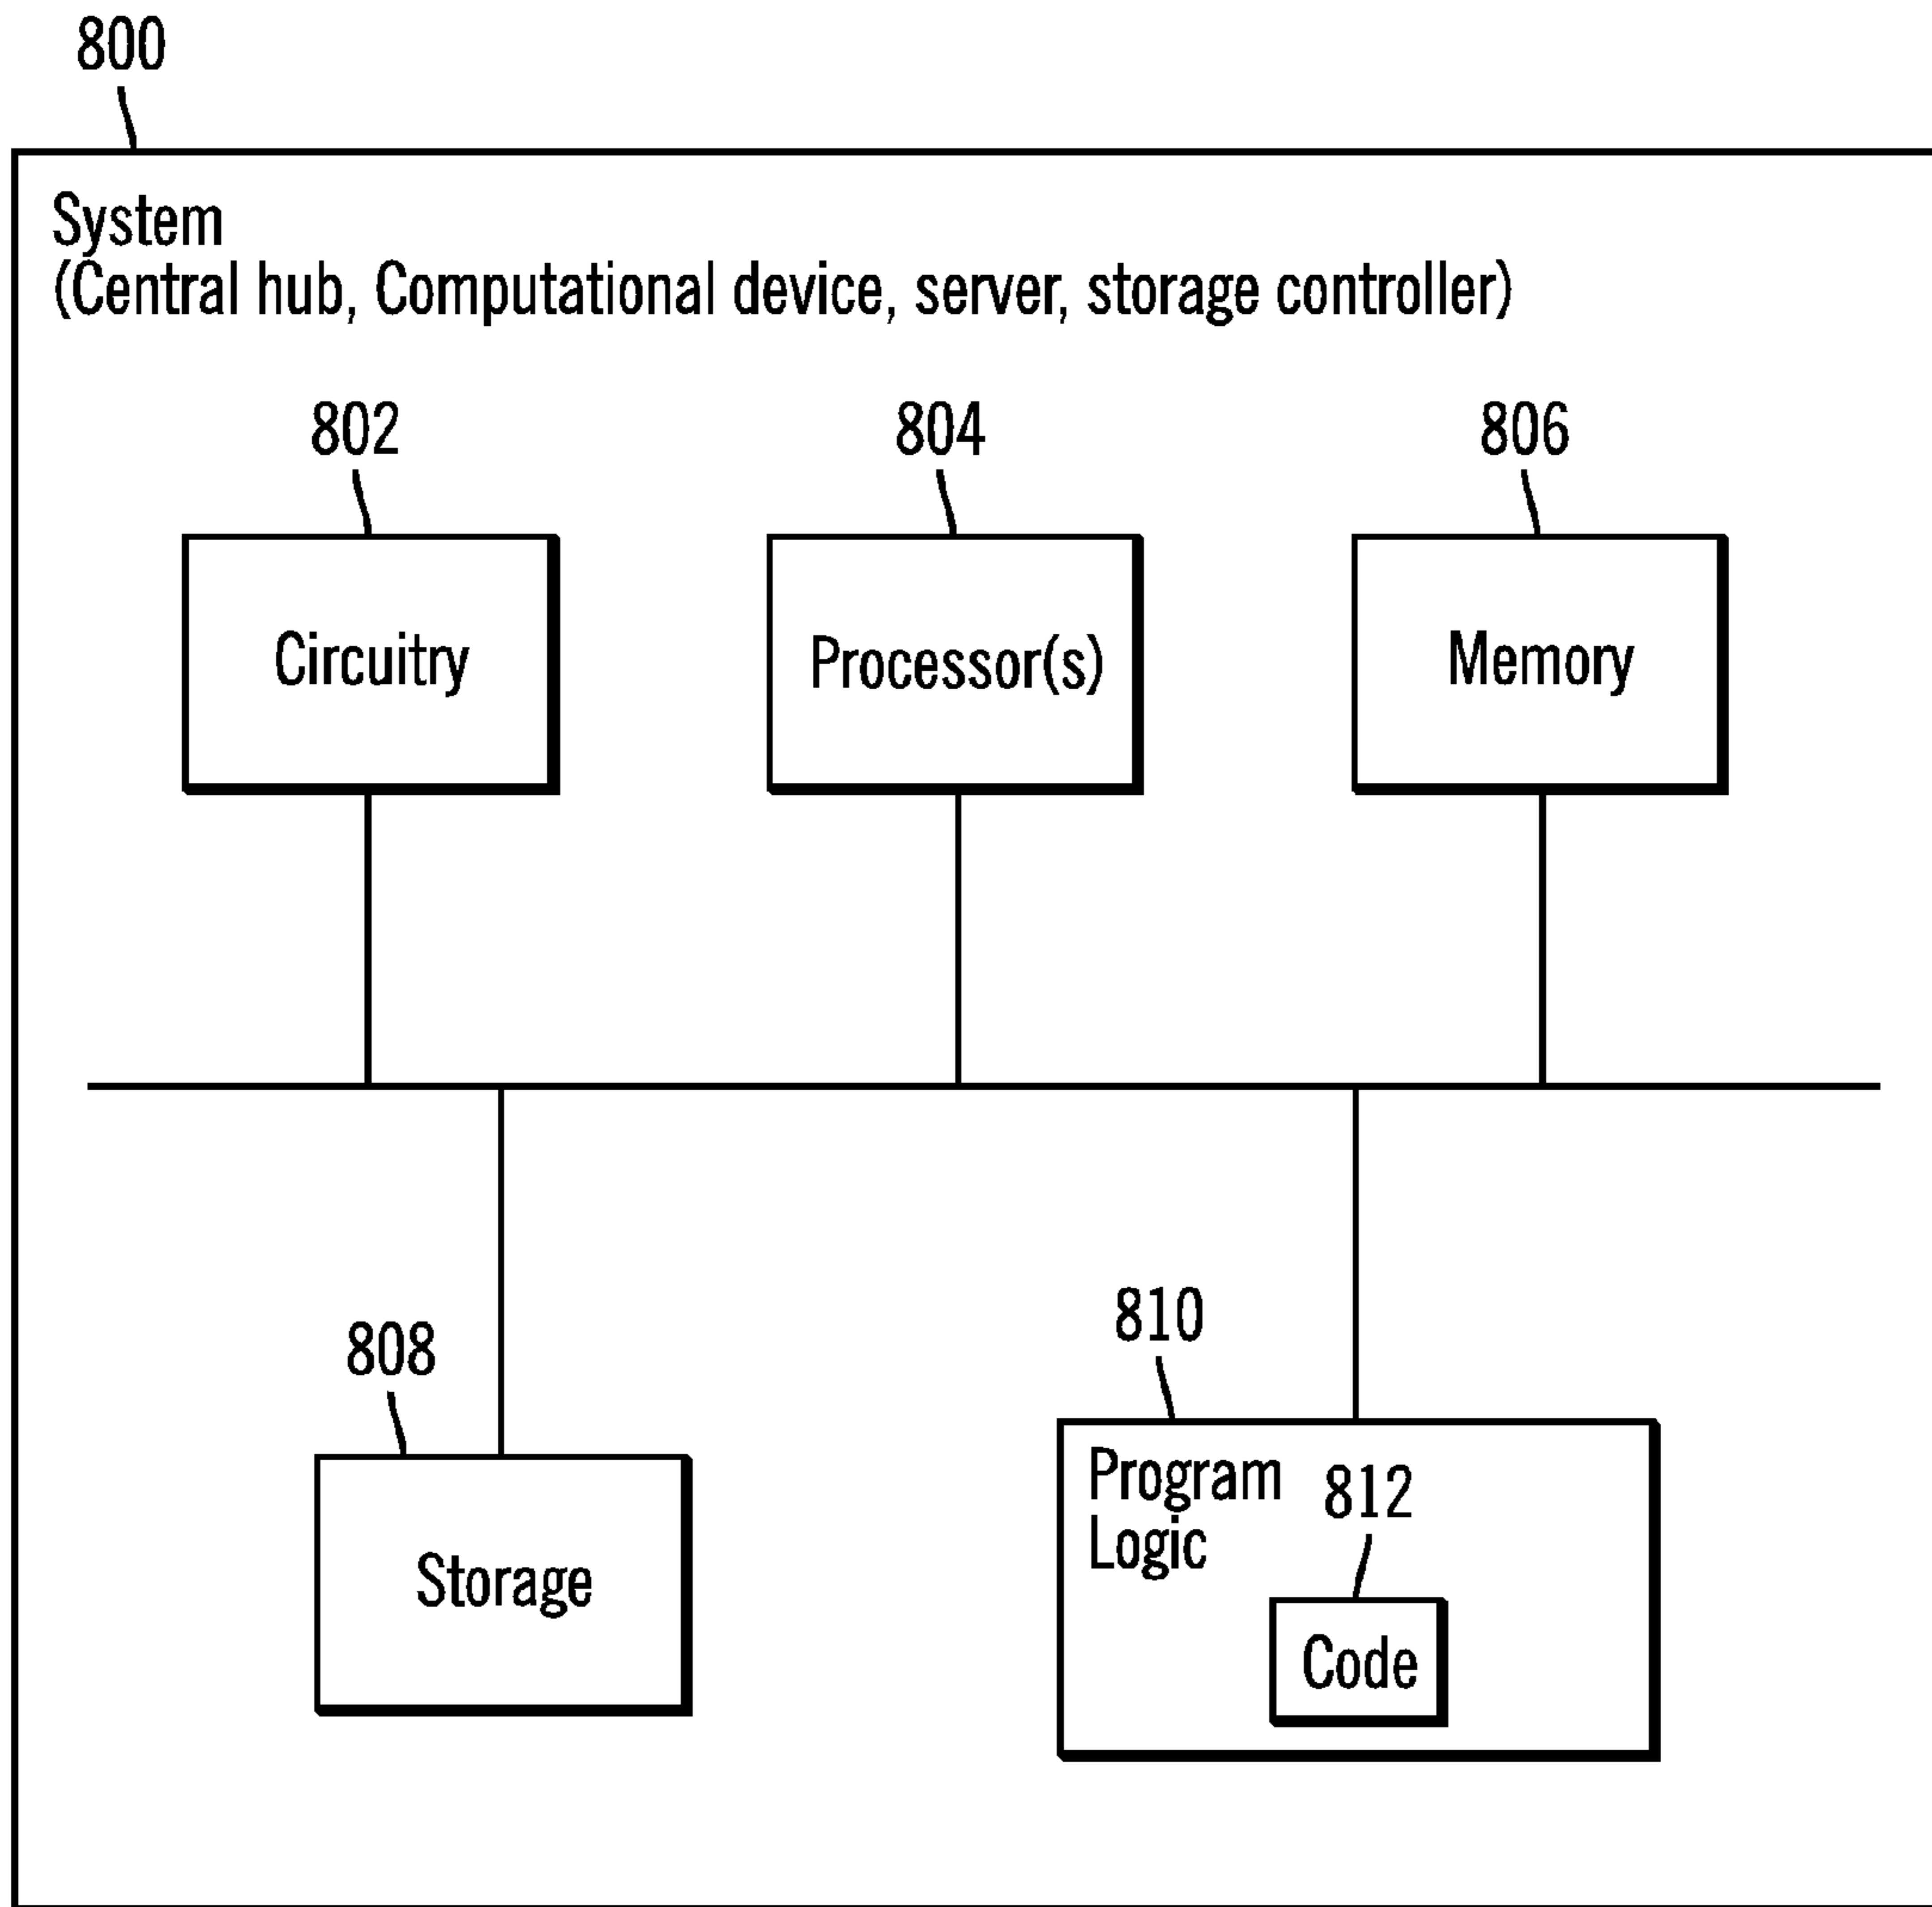 800
System
(Central hub, Computational device, server, storage controller)
802
804
806
Circuitry
Processor(s)
Memory
808
810
Storage
Program
Logic
812
Code